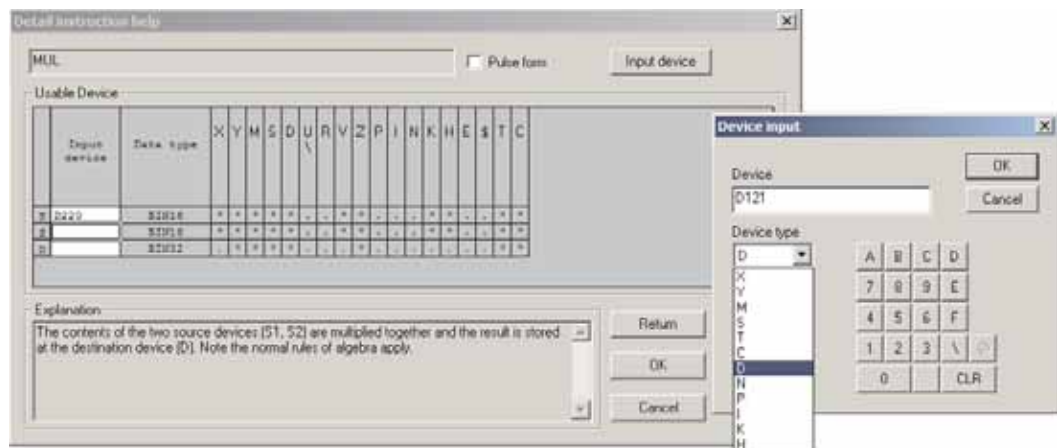 Detail instruction help
MUL
Pulse form
Input device
Usable Device
Input device
Data type
X Y M S D U\ R V Z P I N K H E $ T C
S D220 BIN16
S BIN16
D BIN32
Explanation
The contents of the two source devices (S1, S2) are multiplied together and the result is stored
at the destination device (D). Note the normal rules of algebra apply.
Return
OK
Cancel
Device input
Device
D121
OK
Cancel
Device type
D
X
Y
M
S
T
C
D
N
P
I
K
H
A B C D
7 8 9 E
4 5 6 F
1 2 3 \
0 CLR